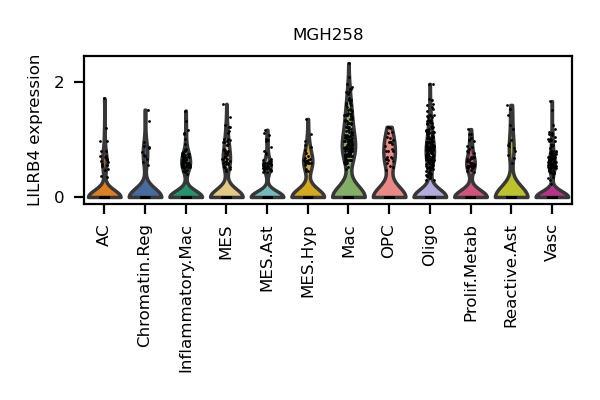 MGH258
LILRB4 expression
2
0
AC
Chromatin.Reg
Inflammatory.Mac
MES
MES.Ast
MES.Hyp
Mac
OPC
Oligo
Prolif.Metab
Reactive.Ast
Vasc